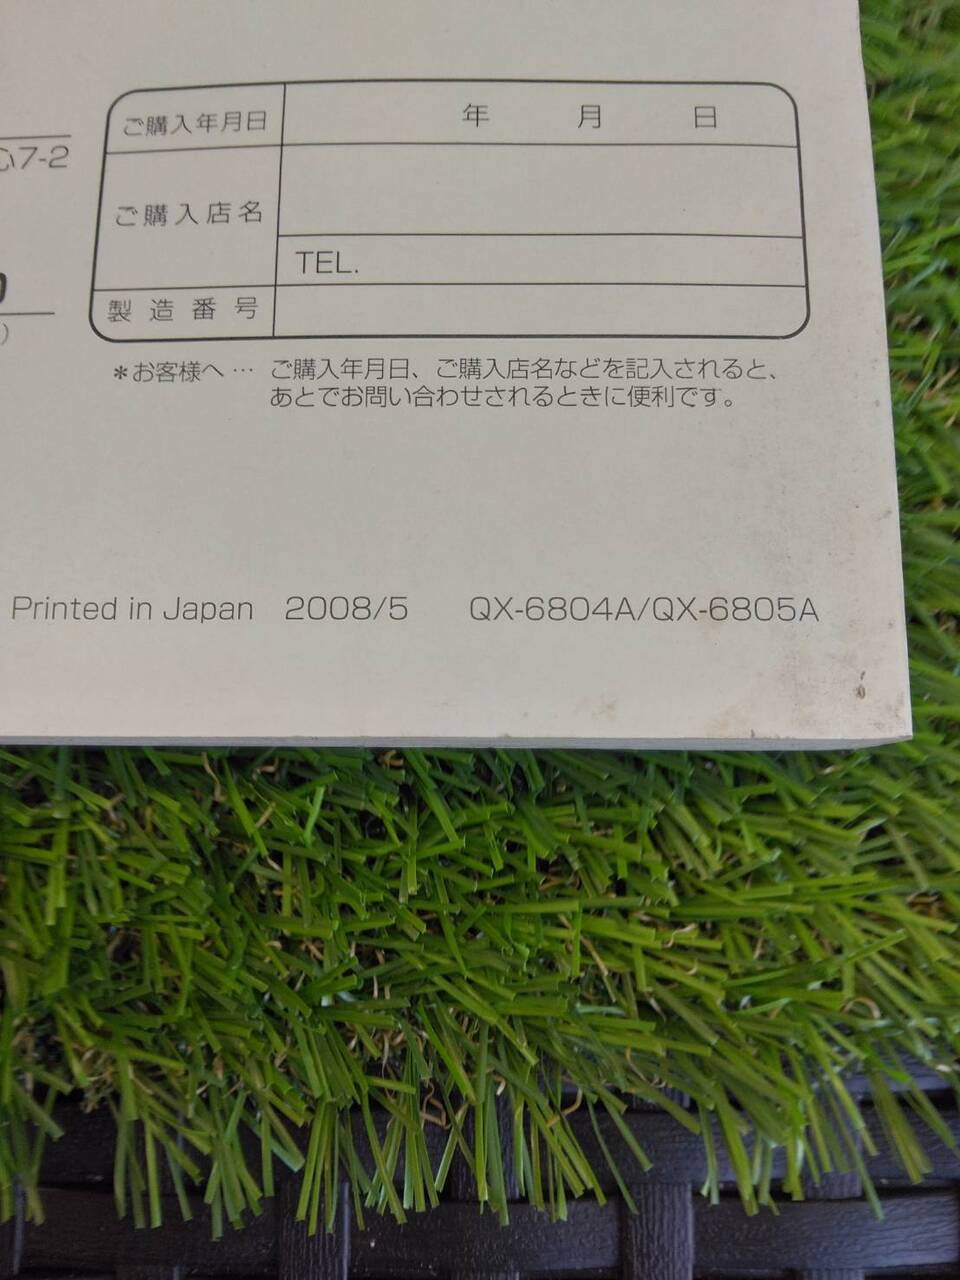 ご購入年月日 年 月 日
7-2
ご購入店名
TEL.
製造番号
)
*お客様へ… ご購入年月日、ご購入店名などを記入されると、
あとでお問い合わせされるときに便利です。
Printed in Japan 2008/5 QX-6804A/QX-6805A